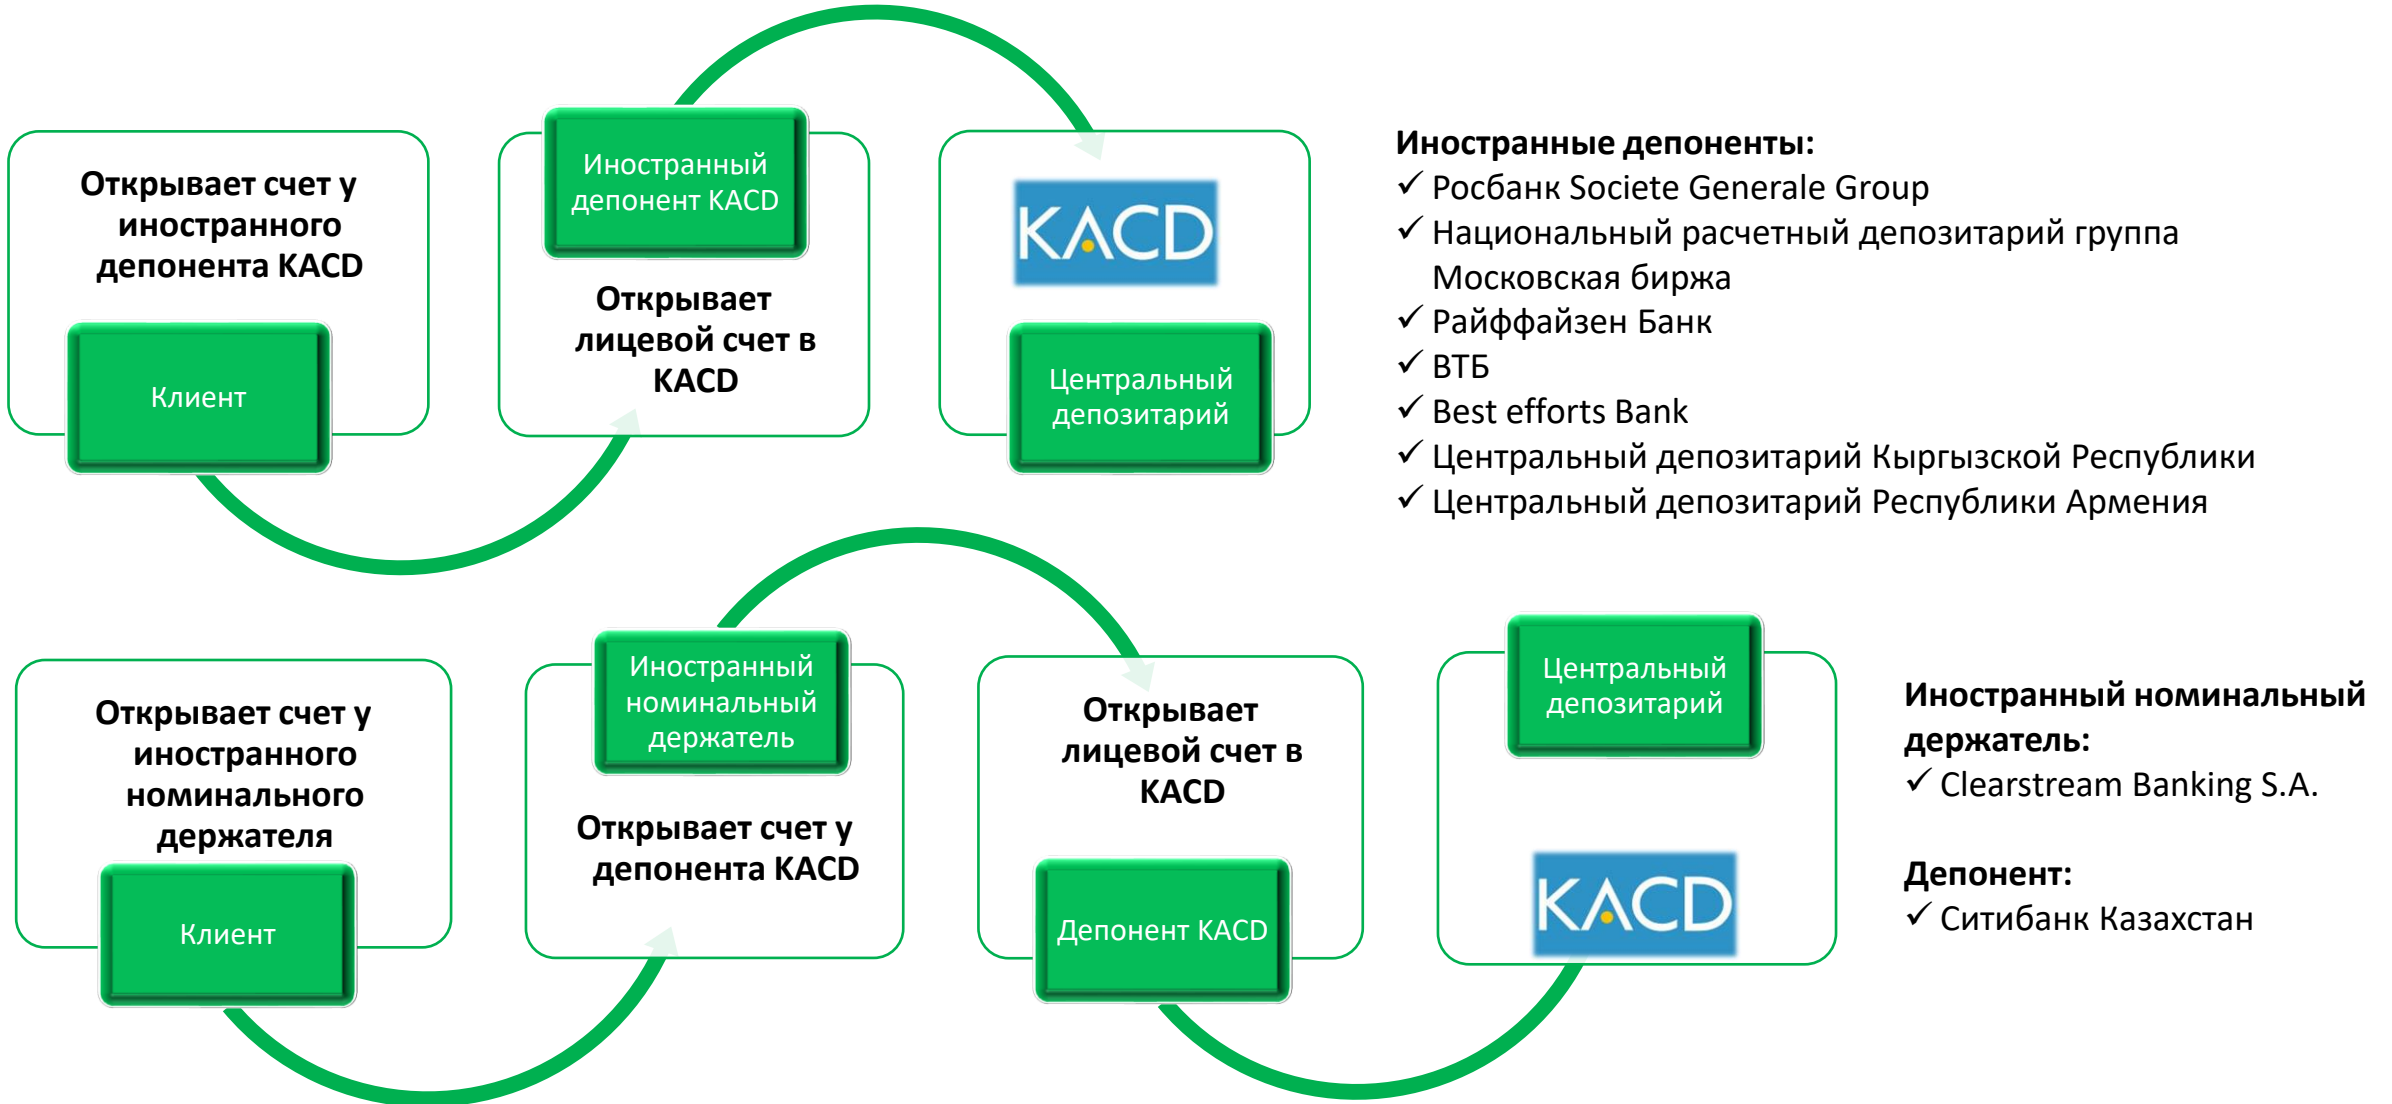 Открывает счет у
иностранного
депонента KACD
Клиент
Иностранный
депонент KACD
Открывает
лицевой счет в
KACD
KACD
Центральный
депозитарий
Иностранные депоненты:
✓ Росбанк Societe Generale Group
✓ Национальный расчетный депозитарий группа
Московская биржа
✓ Райффайзен Банк
✓ ВТБ
✓ Best efforts Bank
✓ Центральный депозитарий Кыргызской Республики
✓ Центральный депозитарий Республики Армения
Открывает счет у
иностранного
номинального
держателя
Клиент
Иностранный
номинальный
держатель
Открывает счет у
депонента KACD
Открывает
лицевой счет в
KACD
Депонент KACD
Центральный
депозитарий
KACD
Иностранный номинальный
держатель:
✓ Clearstream Banking S.A.
Депонент:
✓ Ситибанк Казахстан